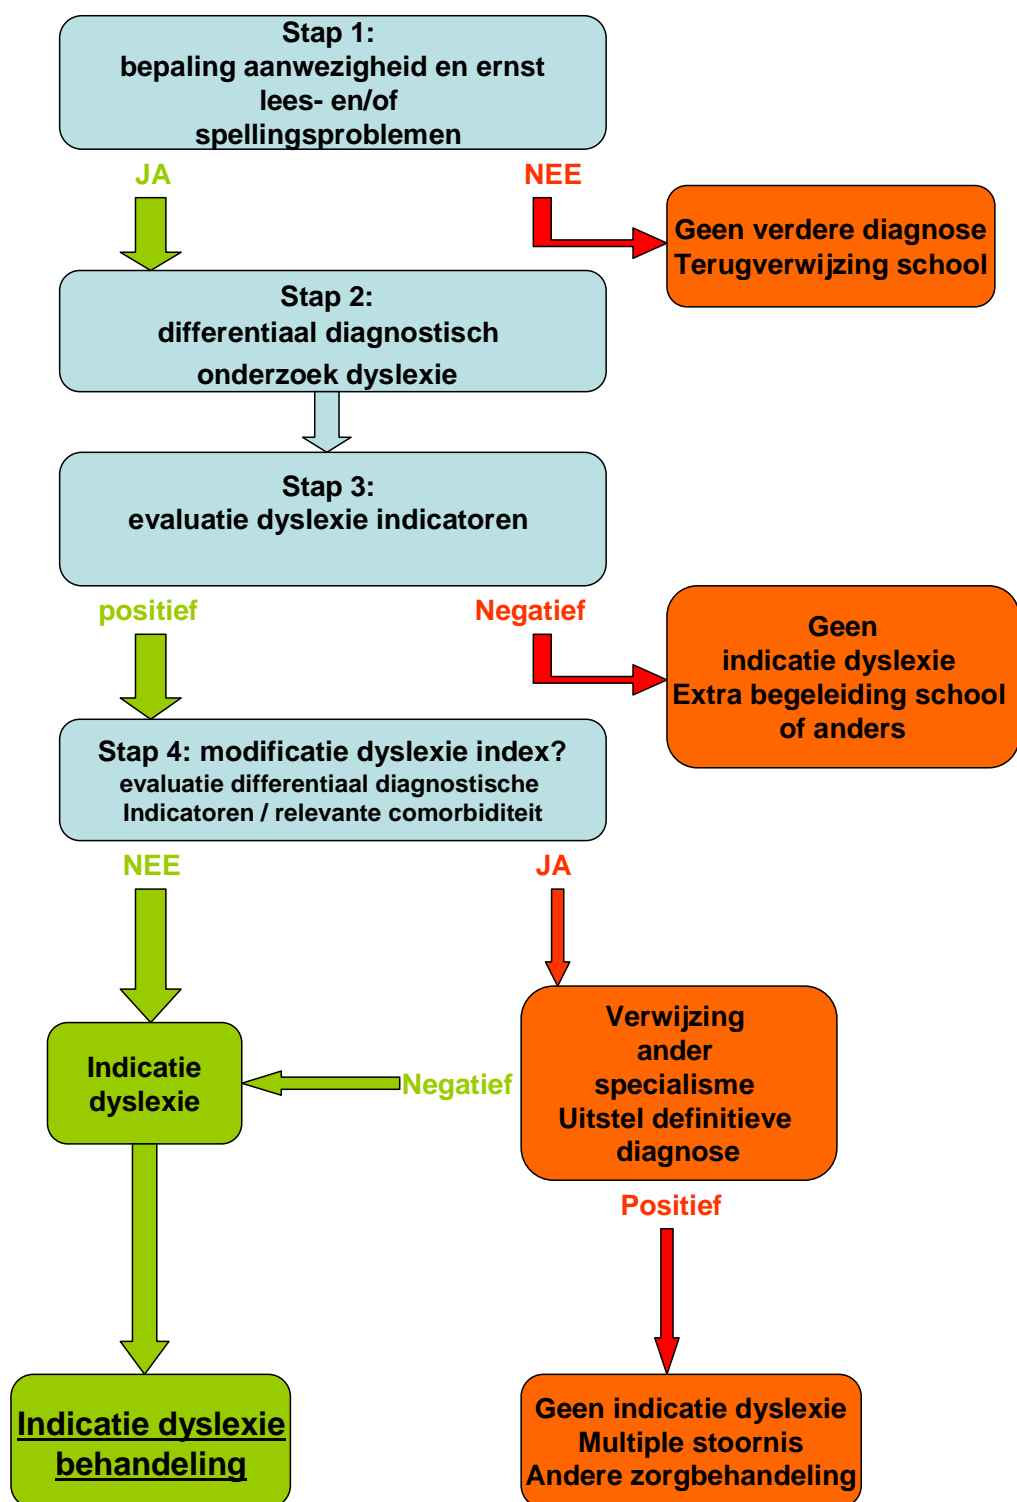 Stap 1:
bepaling aanwezigheid en ernst
lees- en/of
spellingsproblemen
JA
NEE
Geen verdere diagnose
Terugverwijzing school
Stap 2:
differentiaal diagnostisch
onderzoek dyslexie
Stap 3:
evaluatie dyslexie indicatoren
positief
Negatief
Geen
indicatie dyslexie
Extra begeleiding school
of anders
Stap 4: modificatie dyslexie index?
evaluatie differentiaal diagnostische
Indicatoren / relevante comorbiditeit
NEE
JA
Verwijzing
ander
specialisme
Uitstel definitieve
diagnose
Indicatie
dyslexie
Negatief
Positief
Indicatie dyslexie
behandeling
Geen indicatie dyslexie
Multiple stoornis
Andere zorgbehandeling